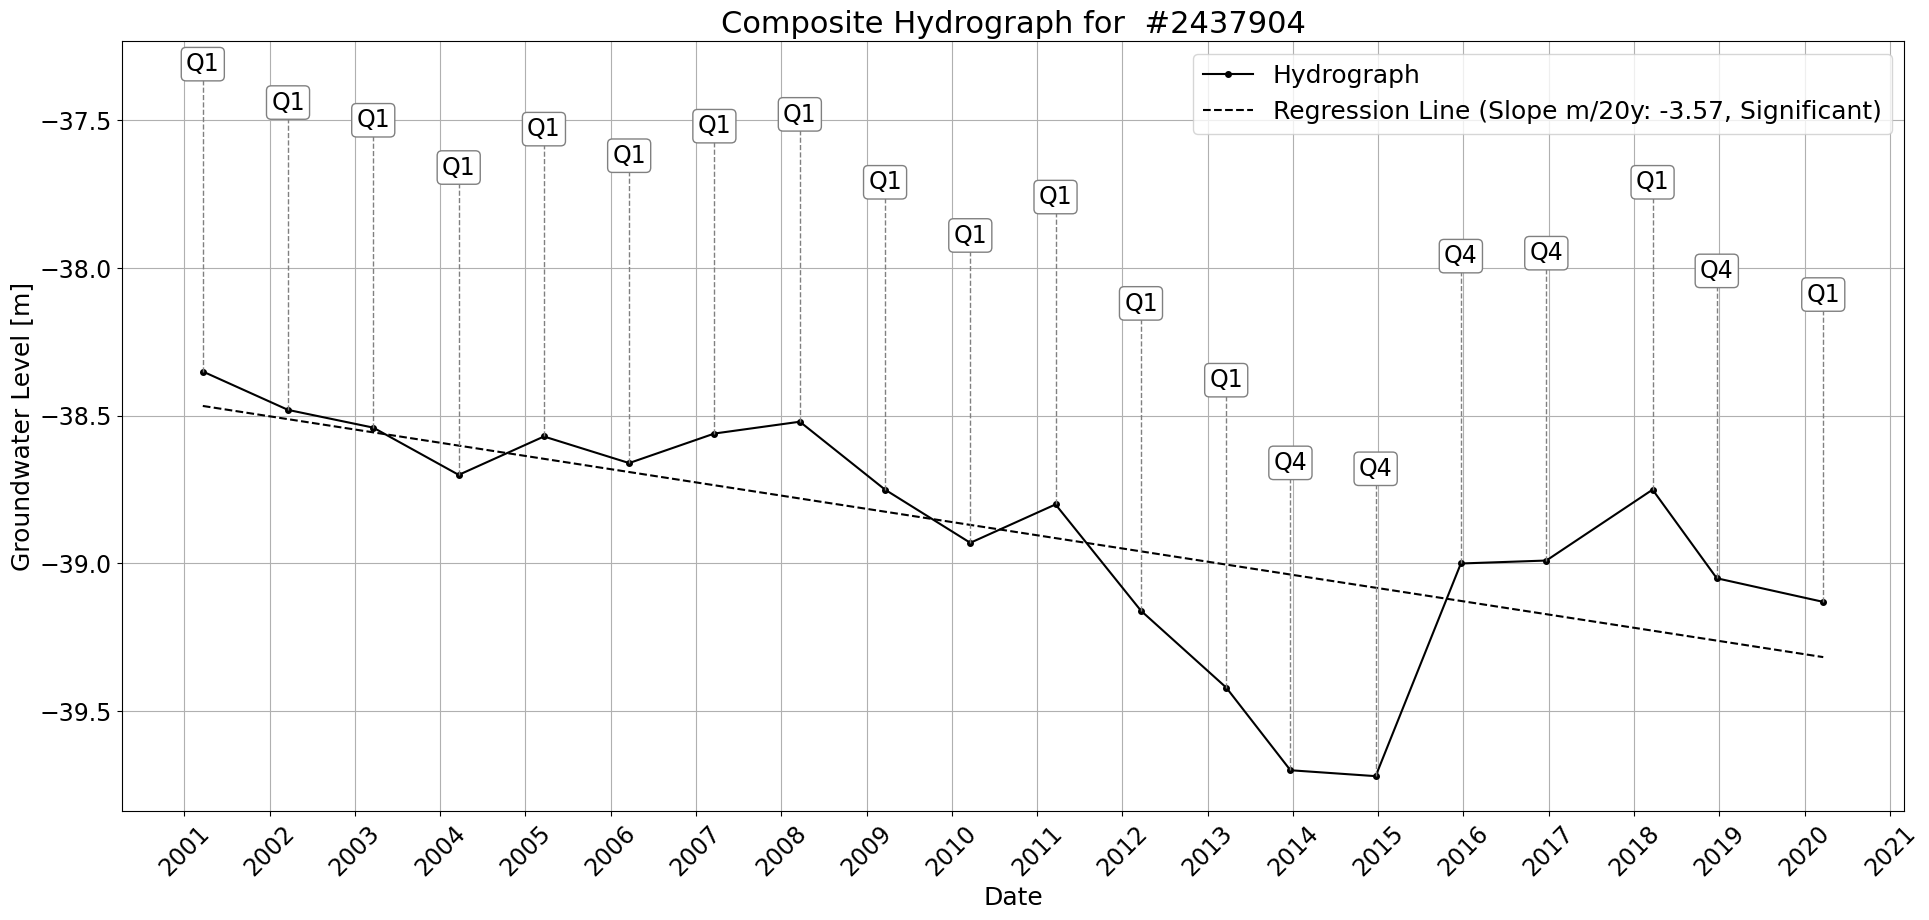 Composite Hydrograph for  #2437904
Hydrograph
Regression Line (Slope m/20y: -3.57, Significant)
Q1
Q1
Q1
Q1
Q1
Q1
Q1
Q1
Q1
Q1
Q1
Q1
Q1
Q4
Q4
Q4
Q4
Q1
Q4
Q1
Groundwater Level [m]
−37.5
−38.0
−38.5
−39.0
−39.5
2001
2002
2003
2004
2005
2006
2007
2008
2009
2010
2011
2012
2013
2014
2015
2016
2017
2018
2019
2020
2021
Date